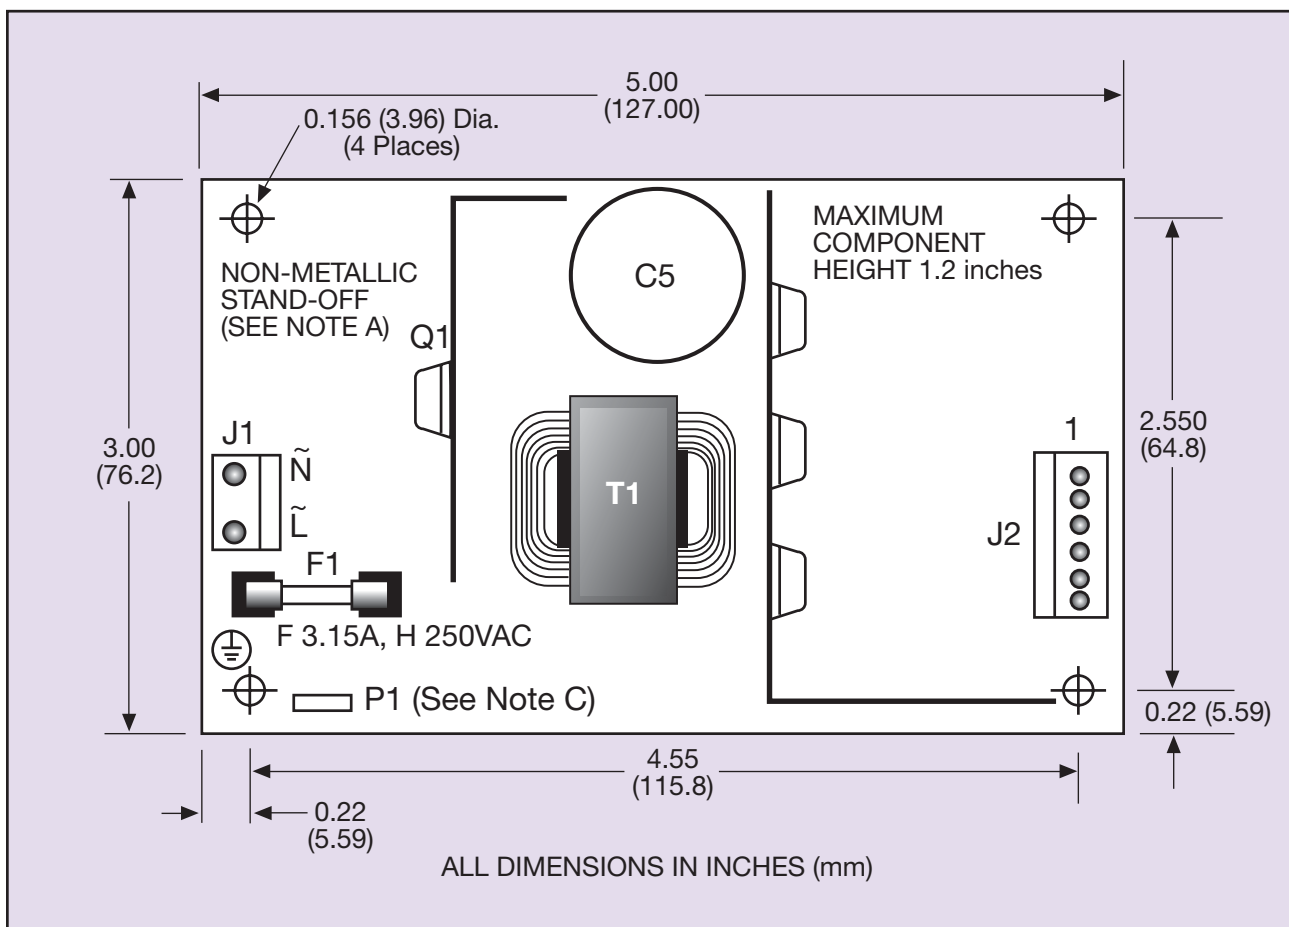 5.00
(127.00)
0.156 (3.96) Dia.
(4 Places)
MAXIMUM
COMPONENT
HEIGHT 1.2 inches
C5
NON-METALLIC
STAND-OFF
(SEE NOTE A)
Q1
3.00
(76.2)
J1
Ñ
L̃
T1
1
J2
2.550
(64.8)
F1
F 3.15A, H 250VAC
P1 (See Note C)
0.22 (5.59)
4.55
(115.8)
0.22
(5.59)
ALL DIMENSIONS IN INCHES (mm)